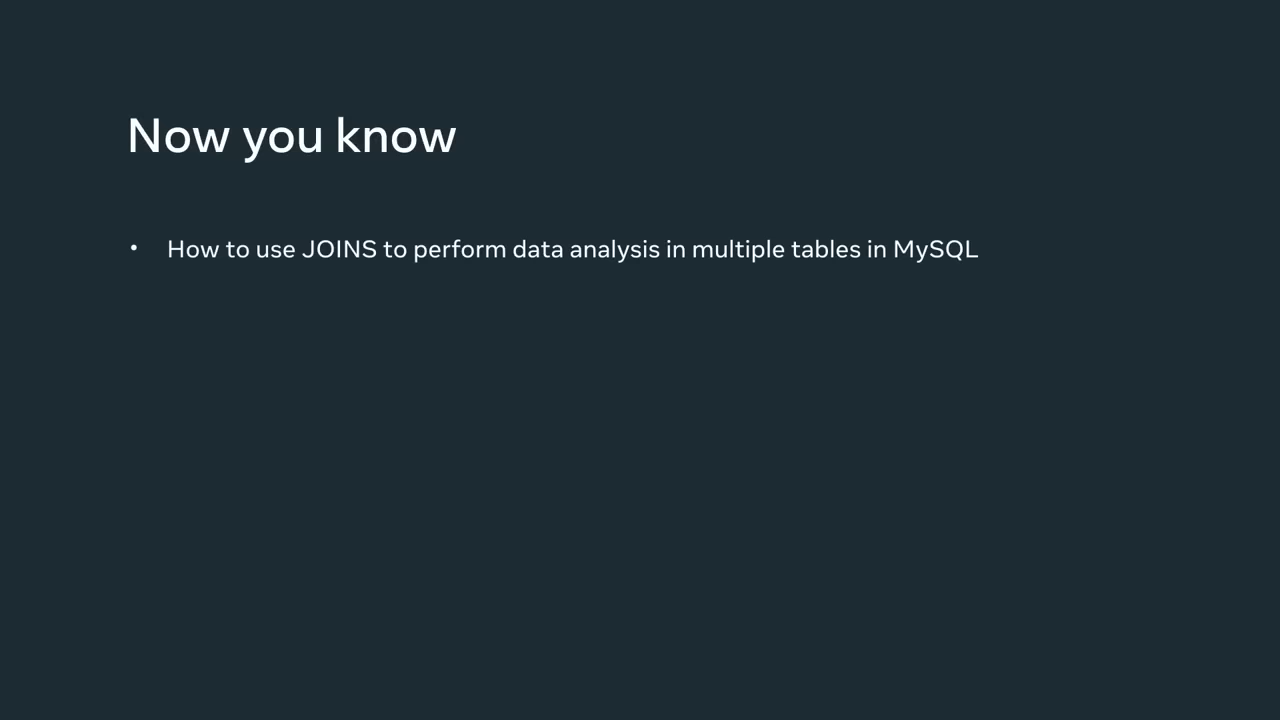 Now you know
• How to use JOINS to perform data analysis in multiple tables in MySQL